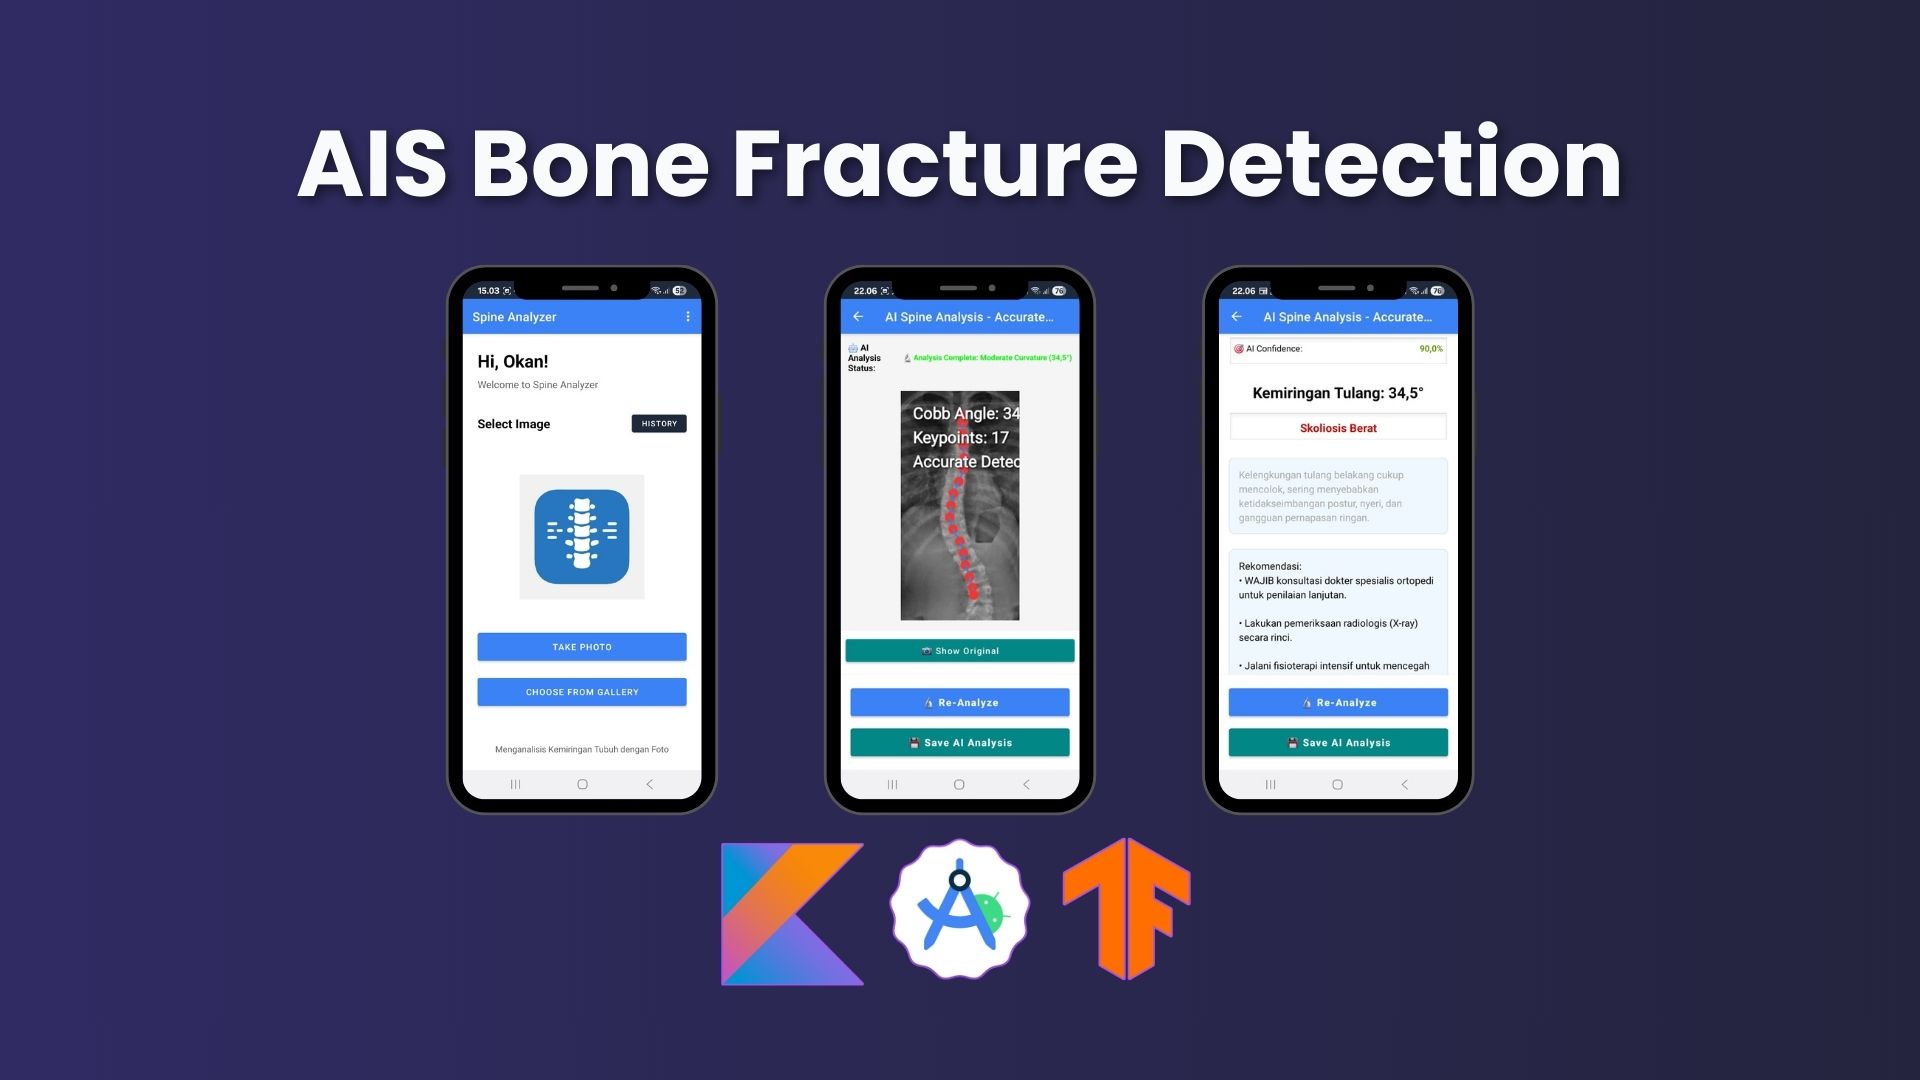 AIS Bone Fracture Detection
15.03
52
Spine Analyzer
Hi, Okan!
Welcome to Spine Analyzer
Select Image
HISTORY
TAKE PHOTO
CHOOSE FROM GALLERY
Menganalisis Kemiringan Tubuh dengan Foto
22.06
76
AI Spine Analysis - Accurate...
AI
Analysis
Status:
Analysis Complete: Moderate Curvature (34,5°)
Cobb Angle: 34
Keypoints: 17
Accurate Detec
Show Original
Re-Analyze
Save AI Analysis
22.06
76
AI Spine Analysis - Accurate...
AI Confidence:
90,0%
Kemiringan Tulang: 34,5°
Skoliosis Berat
Kelengkungan tulang belakang cukup
mencolok, sering menyebabkan
ketidakseimbangan postur, nyeri, dan
gangguan pernapasan ringan.
Rekomendasi:
• WAJIB konsultasi dokter spesialis ortopedi
untuk penilaian lanjutan.
• Lakukan pemeriksaan radiologis (X-ray)
secara rinci.
• Jalani fisioterapi intensif untuk mencegah
Re-Analyze
Save AI Analysis